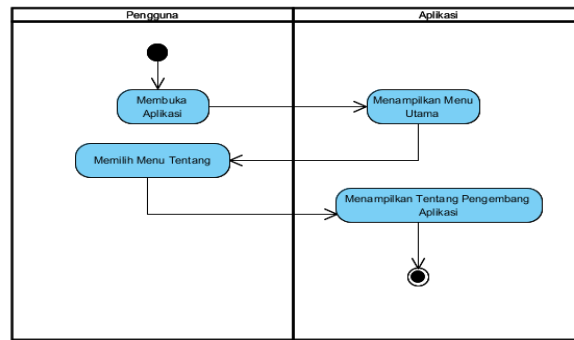 Pengguna
Aplikasi
Membuka
Aplikasi
Menampilkan Menu
Utama
Memilih Menu Tentang
Menampilkan Tentang Pengembang
Aplikasi